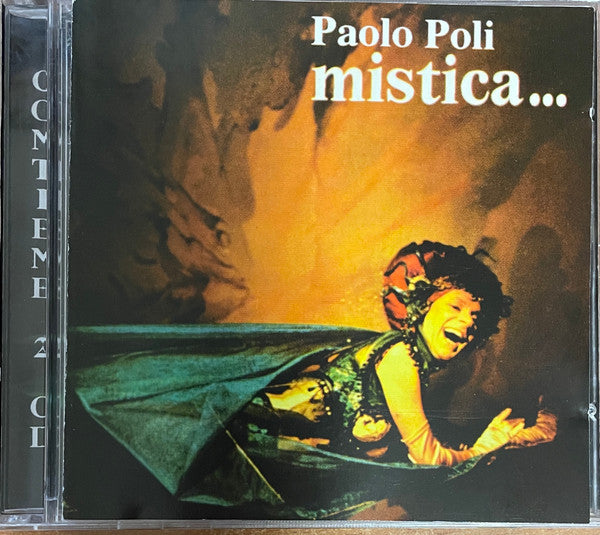 Paolo Poli
mistica...
CONTIENE 2 CD